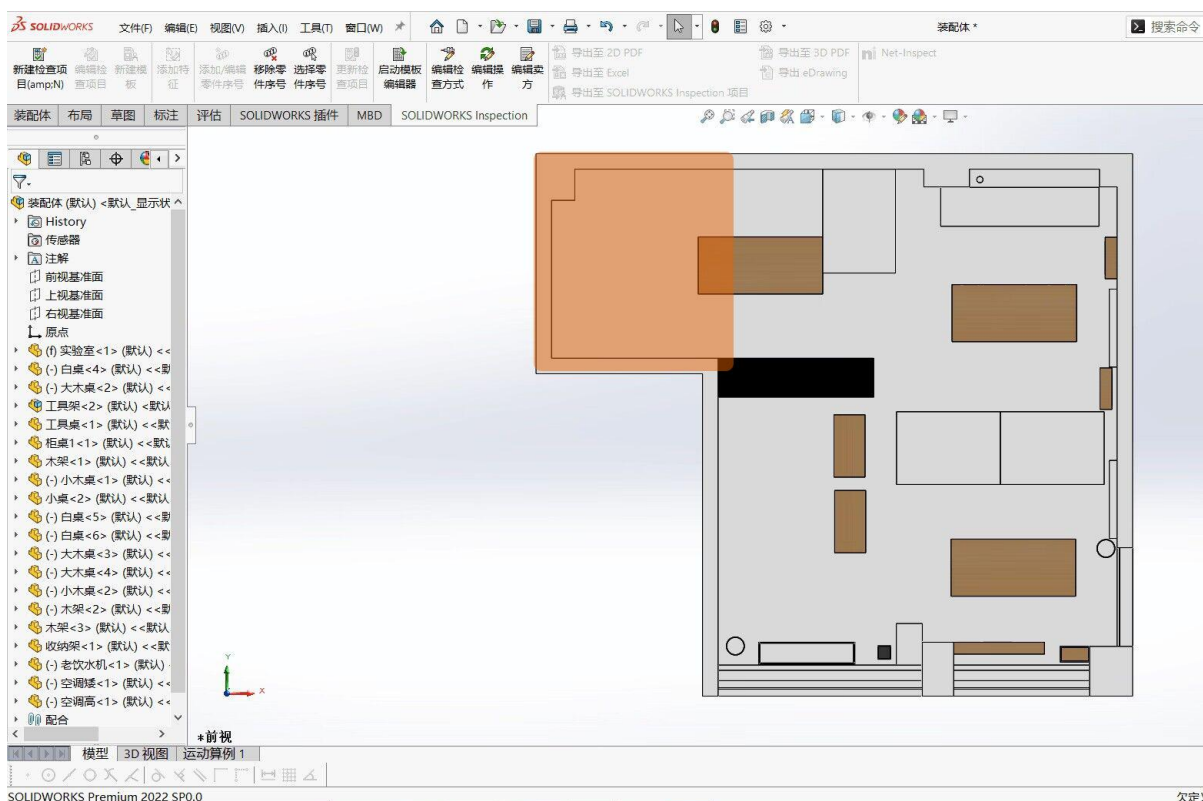 SOLIDWORKS 文件(F) 编辑(E) 视图(V) 插入(I) 工具(T) 窗口(W) 装配体 * 搜索命令
新建检查项目(amp;N) 编辑检查项目 新建模板 添加特征 添加/编辑零件序号 移除零件序号 选择零件序号 更新检查项目 启动模板编辑器 编辑检查方式 编辑操作 编辑卖方
导出至 2D PDF 导出至 3D PDF Net-Inspect
导出至 Excel 导出 eDrawing
导出至 SOLIDWORKS Inspection 项目
装配体 布局 草图 标注 评估 SOLIDWORKS 插件 MBD SOLIDWORKS Inspection
装配体 (默认) <默认_显示状
History
传感器
注解
前视基准面
上视基准面
右视基准面
原点
(f) 实验室<1> (默认) <<
(-) 白桌<4> (默认) <<默
(-) 大木桌<2> (默认) <<
工具架<2> (默认) <默认
工具桌<1> (默认) <<默
柜桌1<1> (默认) <<默认
木架<1> (默认) <<默认
(-) 小木桌<1> (默认) <<
小桌<2> (默认) <<默认
(-) 白桌<5> (默认) <<默
(-) 白桌<6> (默认) <<默
(-) 大木桌<3> (默认) <<
(-) 大木桌<4> (默认) <<
(-) 小木桌<2> (默认) <<
(-) 木架<2> (默认) <<默
木架<3> (默认) <<默认
收纳架<1> (默认) <<默
(-) 老饮水机<1> (默认)
(-) 空调矮<1> (默认) <<
(-) 空调高<1> (默认) <<
配合
Y
X
*前视
模型 3D 视图 运动算例 1
SOLIDWORKS Premium 2022 SP0.0 欠定